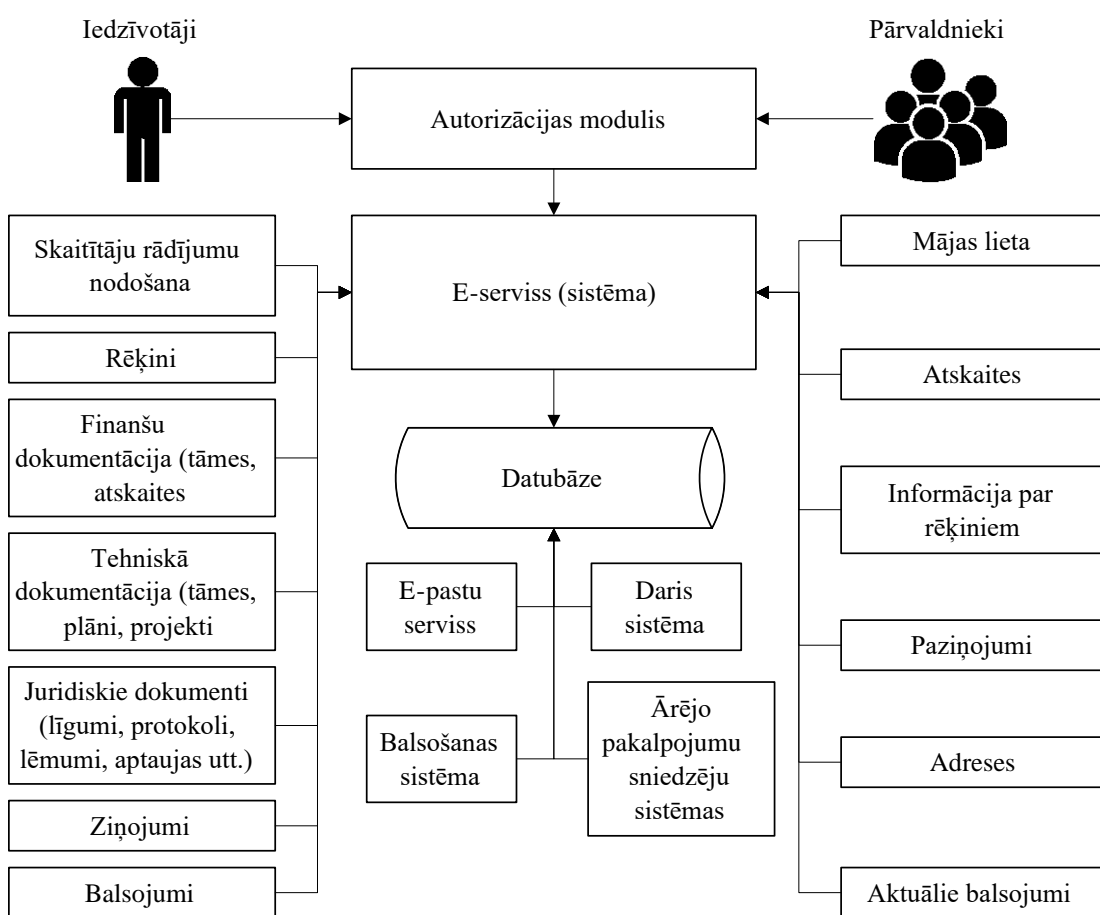 Iedzīvotāji
Pārvaldnieki
Autorizācijas modulis
Skaitītāju rādījumu
nodošana
E-serviss (sistēma)
Mājas lieta
Rēķini
Atskaites
Finanšu
dokumentācija (tāmes,
atskaites
Datubāze
Informācija par
rēķiniem
Tehniskā
dokumentācija (tāmes,
plāni, projekti
E-pastu
serviss
Daris
sistēma
Paziņojumi
Juridiskie dokumenti
(līgumi, protokoli,
lēmumi, aptaujas utt.)
Balsošanas
sistēma
Ārējo
pakalpojumu
sniedzēju
sistēmas
Adreses
Ziņojumi
Balsojumi
Aktuālie balsojumi